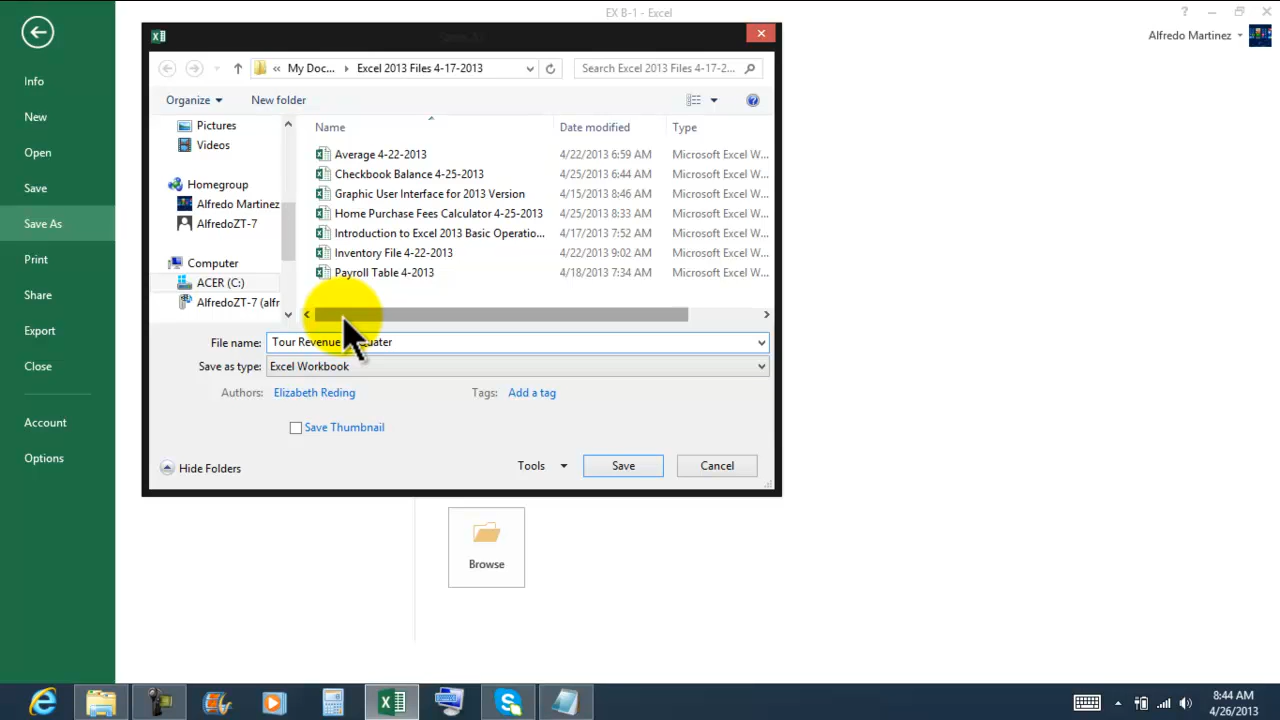 EX B-1 - Excel
Alfredo Martinez
Info
New
Open
Save
Save As
Print
Share
Export
Close
Account
Options
« My Doc... Excel 2013 Files 4-17-2013
Search Excel 2013 Files 4-17-2...
Organize New folder
Pictures
Videos
Homegroup
Alfredo Martinez
AlfredoZT-7
Computer
ACER (C:)
AlfredoZT-7 (alfr
Name Date modified Type
Average 4-22-2013 4/22/2013 6:59 AM Microsoft Excel W...
Checkbook Balance 4-25-2013 4/25/2013 6:44 AM Microsoft Excel W...
Graphic User Interface for 2013 Version 4/15/2013 8:46 AM Microsoft Excel W...
Home Purchase Fees Calculator 4-25-2013 4/25/2013 8:33 AM Microsoft Excel W...
Introduction to Excel 2013 Basic Operatio... 4/17/2013 7:52 AM Microsoft Excel W...
Inventory File 4-22-2013 4/22/2013 9:02 AM Microsoft Excel W...
Payroll Table 4-2013 4/18/2013 7:34 AM Microsoft Excel W...
File name: Tour Revenue uater
Save as type: Excel Workbook
Authors: Elizabeth Reding Tags: Add a tag
Save Thumbnail
Hide Folders Tools Save Cancel
Browse
8:44 AM
4/26/2013